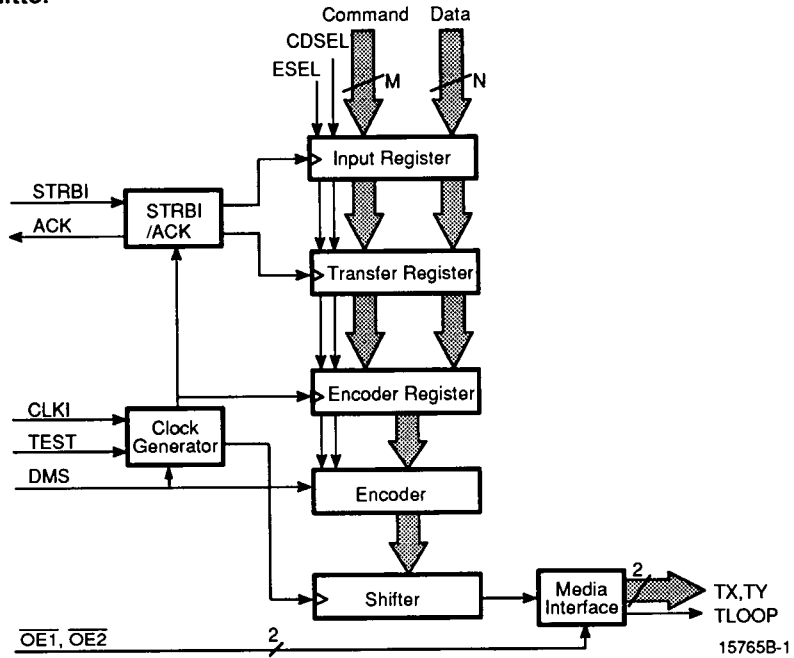 Command Data
CDSEL
ESEL
M
N
Input Register
STRBI
ACK
STRBI
/ACK
Transfer Register
Encoder Register
CLKI
TEST
DMS
Clock
Generator
Encoder
Shifter
Media
Interface
2
TX,TY
TLOOP
OE1, OE2
2
15765B-1